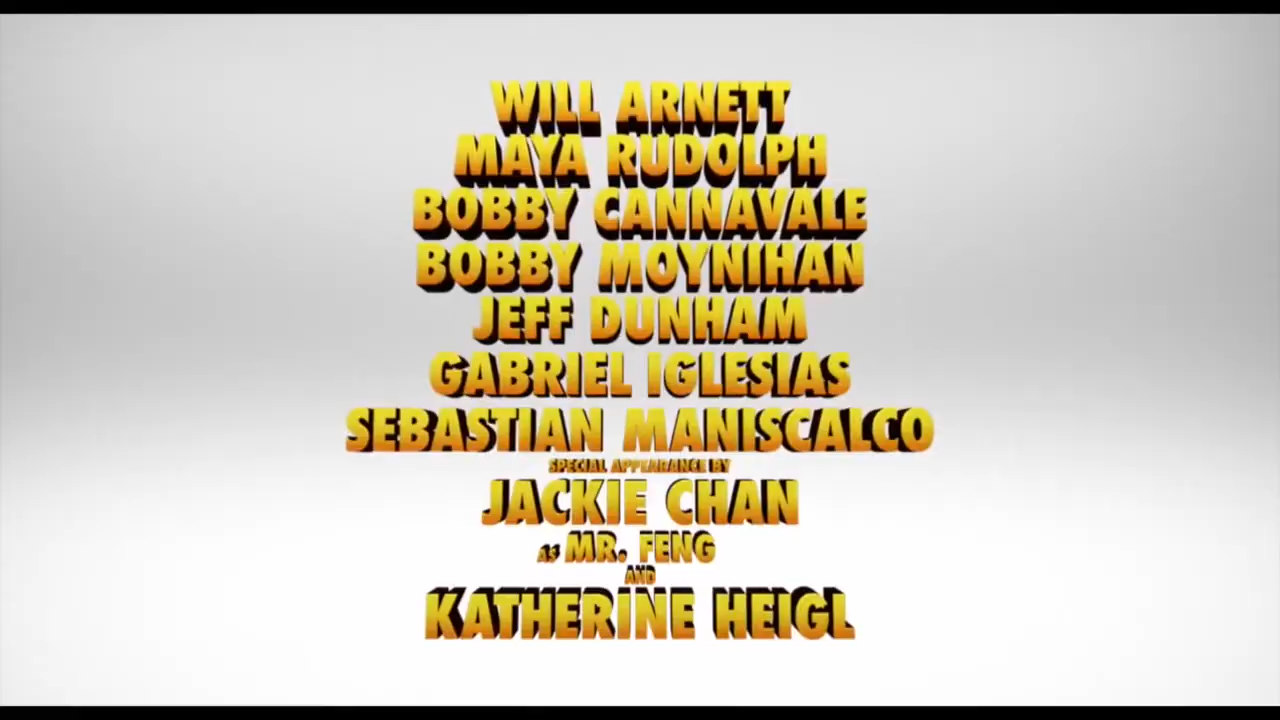 WILL ARNETT
MAYA RUDOLPH
BOBBY CANNAVALE
BOBBY MOYNIHAN
JEFF DUNHAM
GABRIEL IGLESIAS
SEBASTIAN MANISCALCO
SPECIAL APPEARANCE BY
JACKIE CHAN
AS MR. FENG
AND
KATHERINE HEIGL